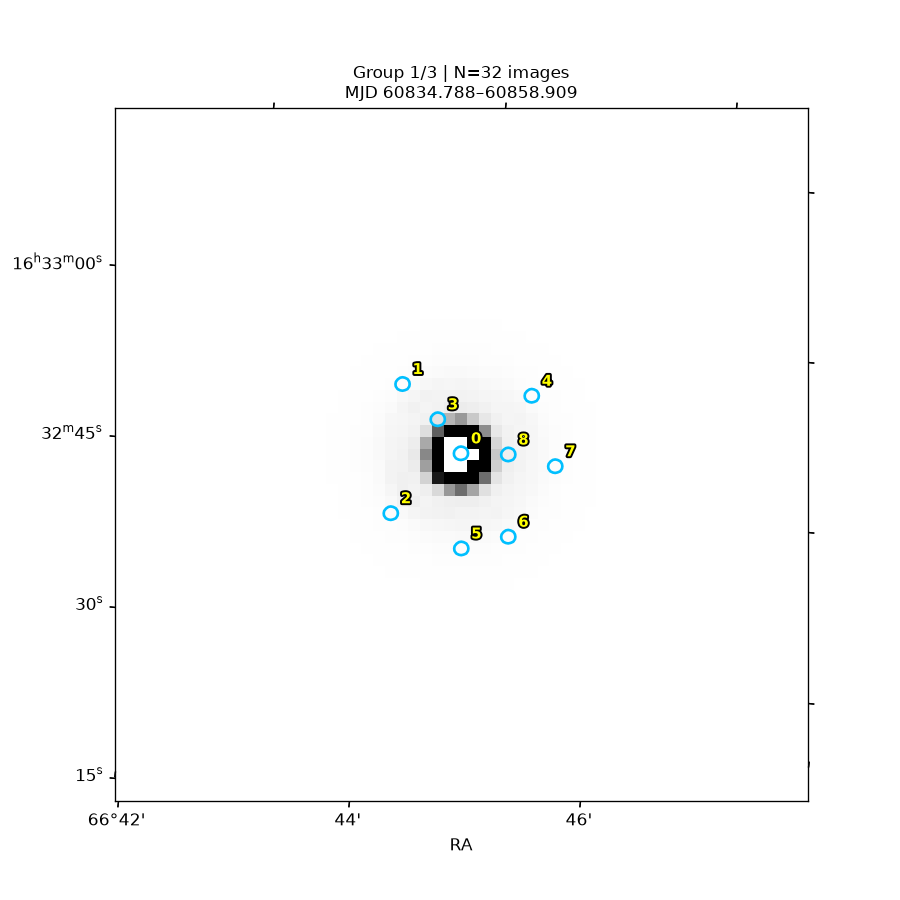 Group 1/3 | N=32 images
MJD 60834.788–60858.909
16ʰ33ᵐ00ˢ
1
4
3
32ᵐ45ˢ
0
8
7
2
6
5
30ˢ
15ˢ
66°42'
44'
46'
RA